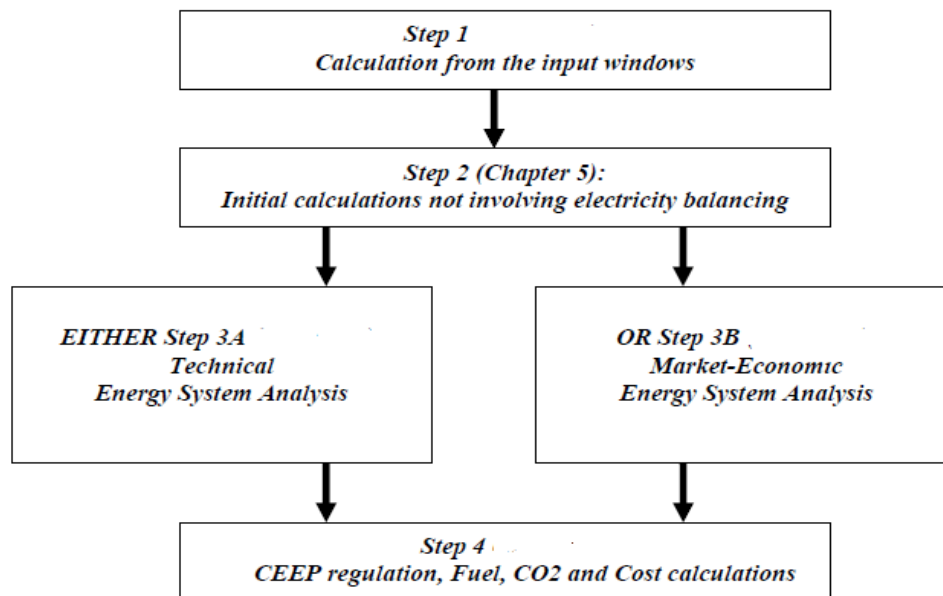 Step 1
Calculation from the input windows
Step 2 (Chapter 5):
Initial calculations not involving electricity balancing
EITHER Step 3A
Technical
Energy System Analysis
OR Step 3B
Market-Economic
Energy System Analysis
Step 4
CEEP regulation, Fuel, CO2 and Cost calculations